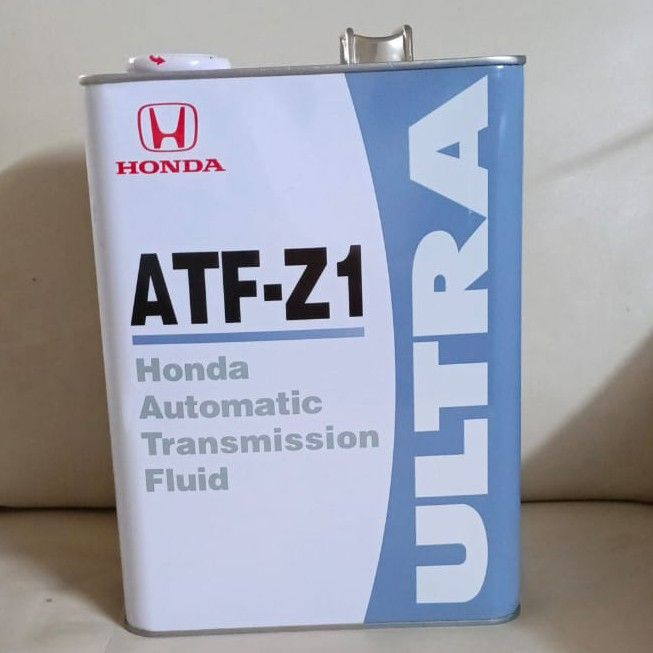 HONDA
ATF-Z1
Honda
Automatic
Transmission
Fluid
ULTRA